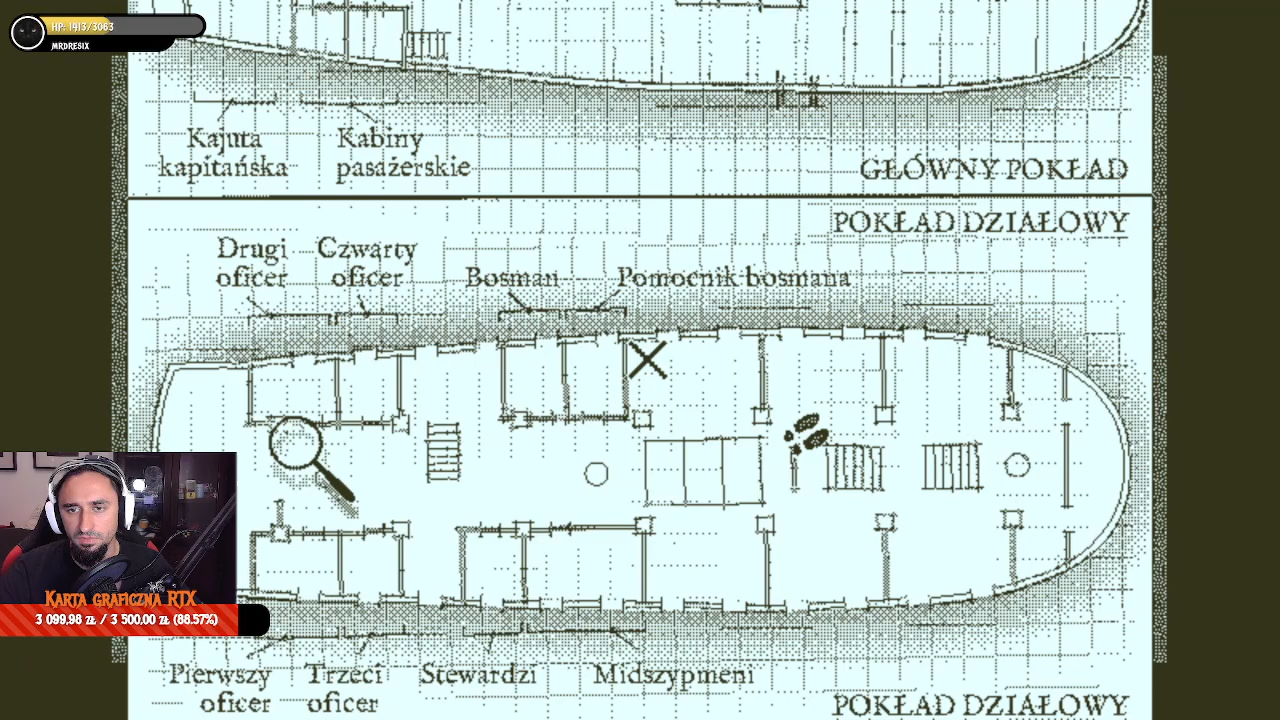 HP: 1413/3063
MRDRESIX
Kajuta
kapitańska
Kabiny
pasażerskie
GŁÓWNY POKŁAD
POKŁAD DZIAŁOWY
Drugi
oficer
Czwarty
oficer
Bosman
Pomocnik bosmana
Karta graficzna RTX
3 099,98 zł / 3 500,00 zł (88.57%)
Pierwszy
oficer
Trzeci
oficer
Stewardzi
Midszypmeni
POKŁAD DZIAŁOWY